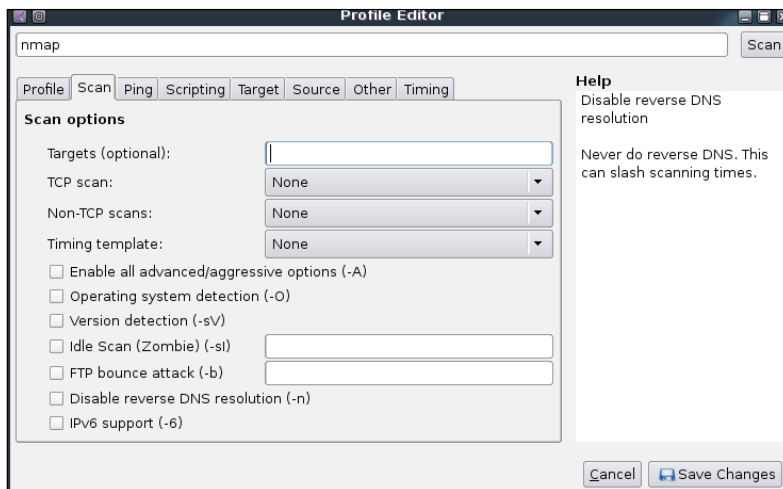 Profile Editor
nmap
Scan
Profile Scan Ping Scripting Target Source Other Timing
Scan options
Targets (optional):
TCP scan: None
Non-TCP scans: None
Timing template: None
Enable all advanced/aggressive options (-A)
Operating system detection (-O)
Version detection (-sV)
Idle Scan (Zombie) (-sI)
FTP bounce attack (-b)
Disable reverse DNS resolution (-n)
IPv6 support (-6)
Help
Disable reverse DNS
resolution
Never do reverse DNS. This
can slash scanning times.
Cancel
Save Changes